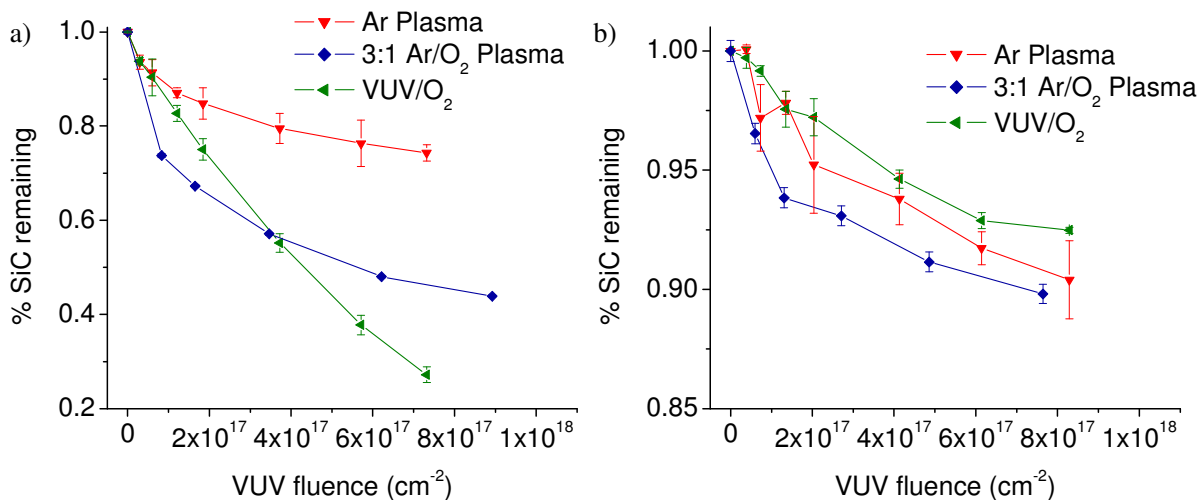 a)
% SiC remaining
1.0
0.8
0.6
0.4
0.2
Ar Plasma
3:1 Ar/O2 Plasma
VUV/O2
0 2x10^17 4x10^17 6x10^17 8x10^17 1x10^18
VUV fluence (cm^-2)
b)
% SiC remaining
1.00
0.95
0.90
0.85
Ar Plasma
3:1 Ar/O2 Plasma
VUV/O2
0 2x10^17 4x10^17 6x10^17 8x10^17 1x10^18
VUV fluence (cm^-2)